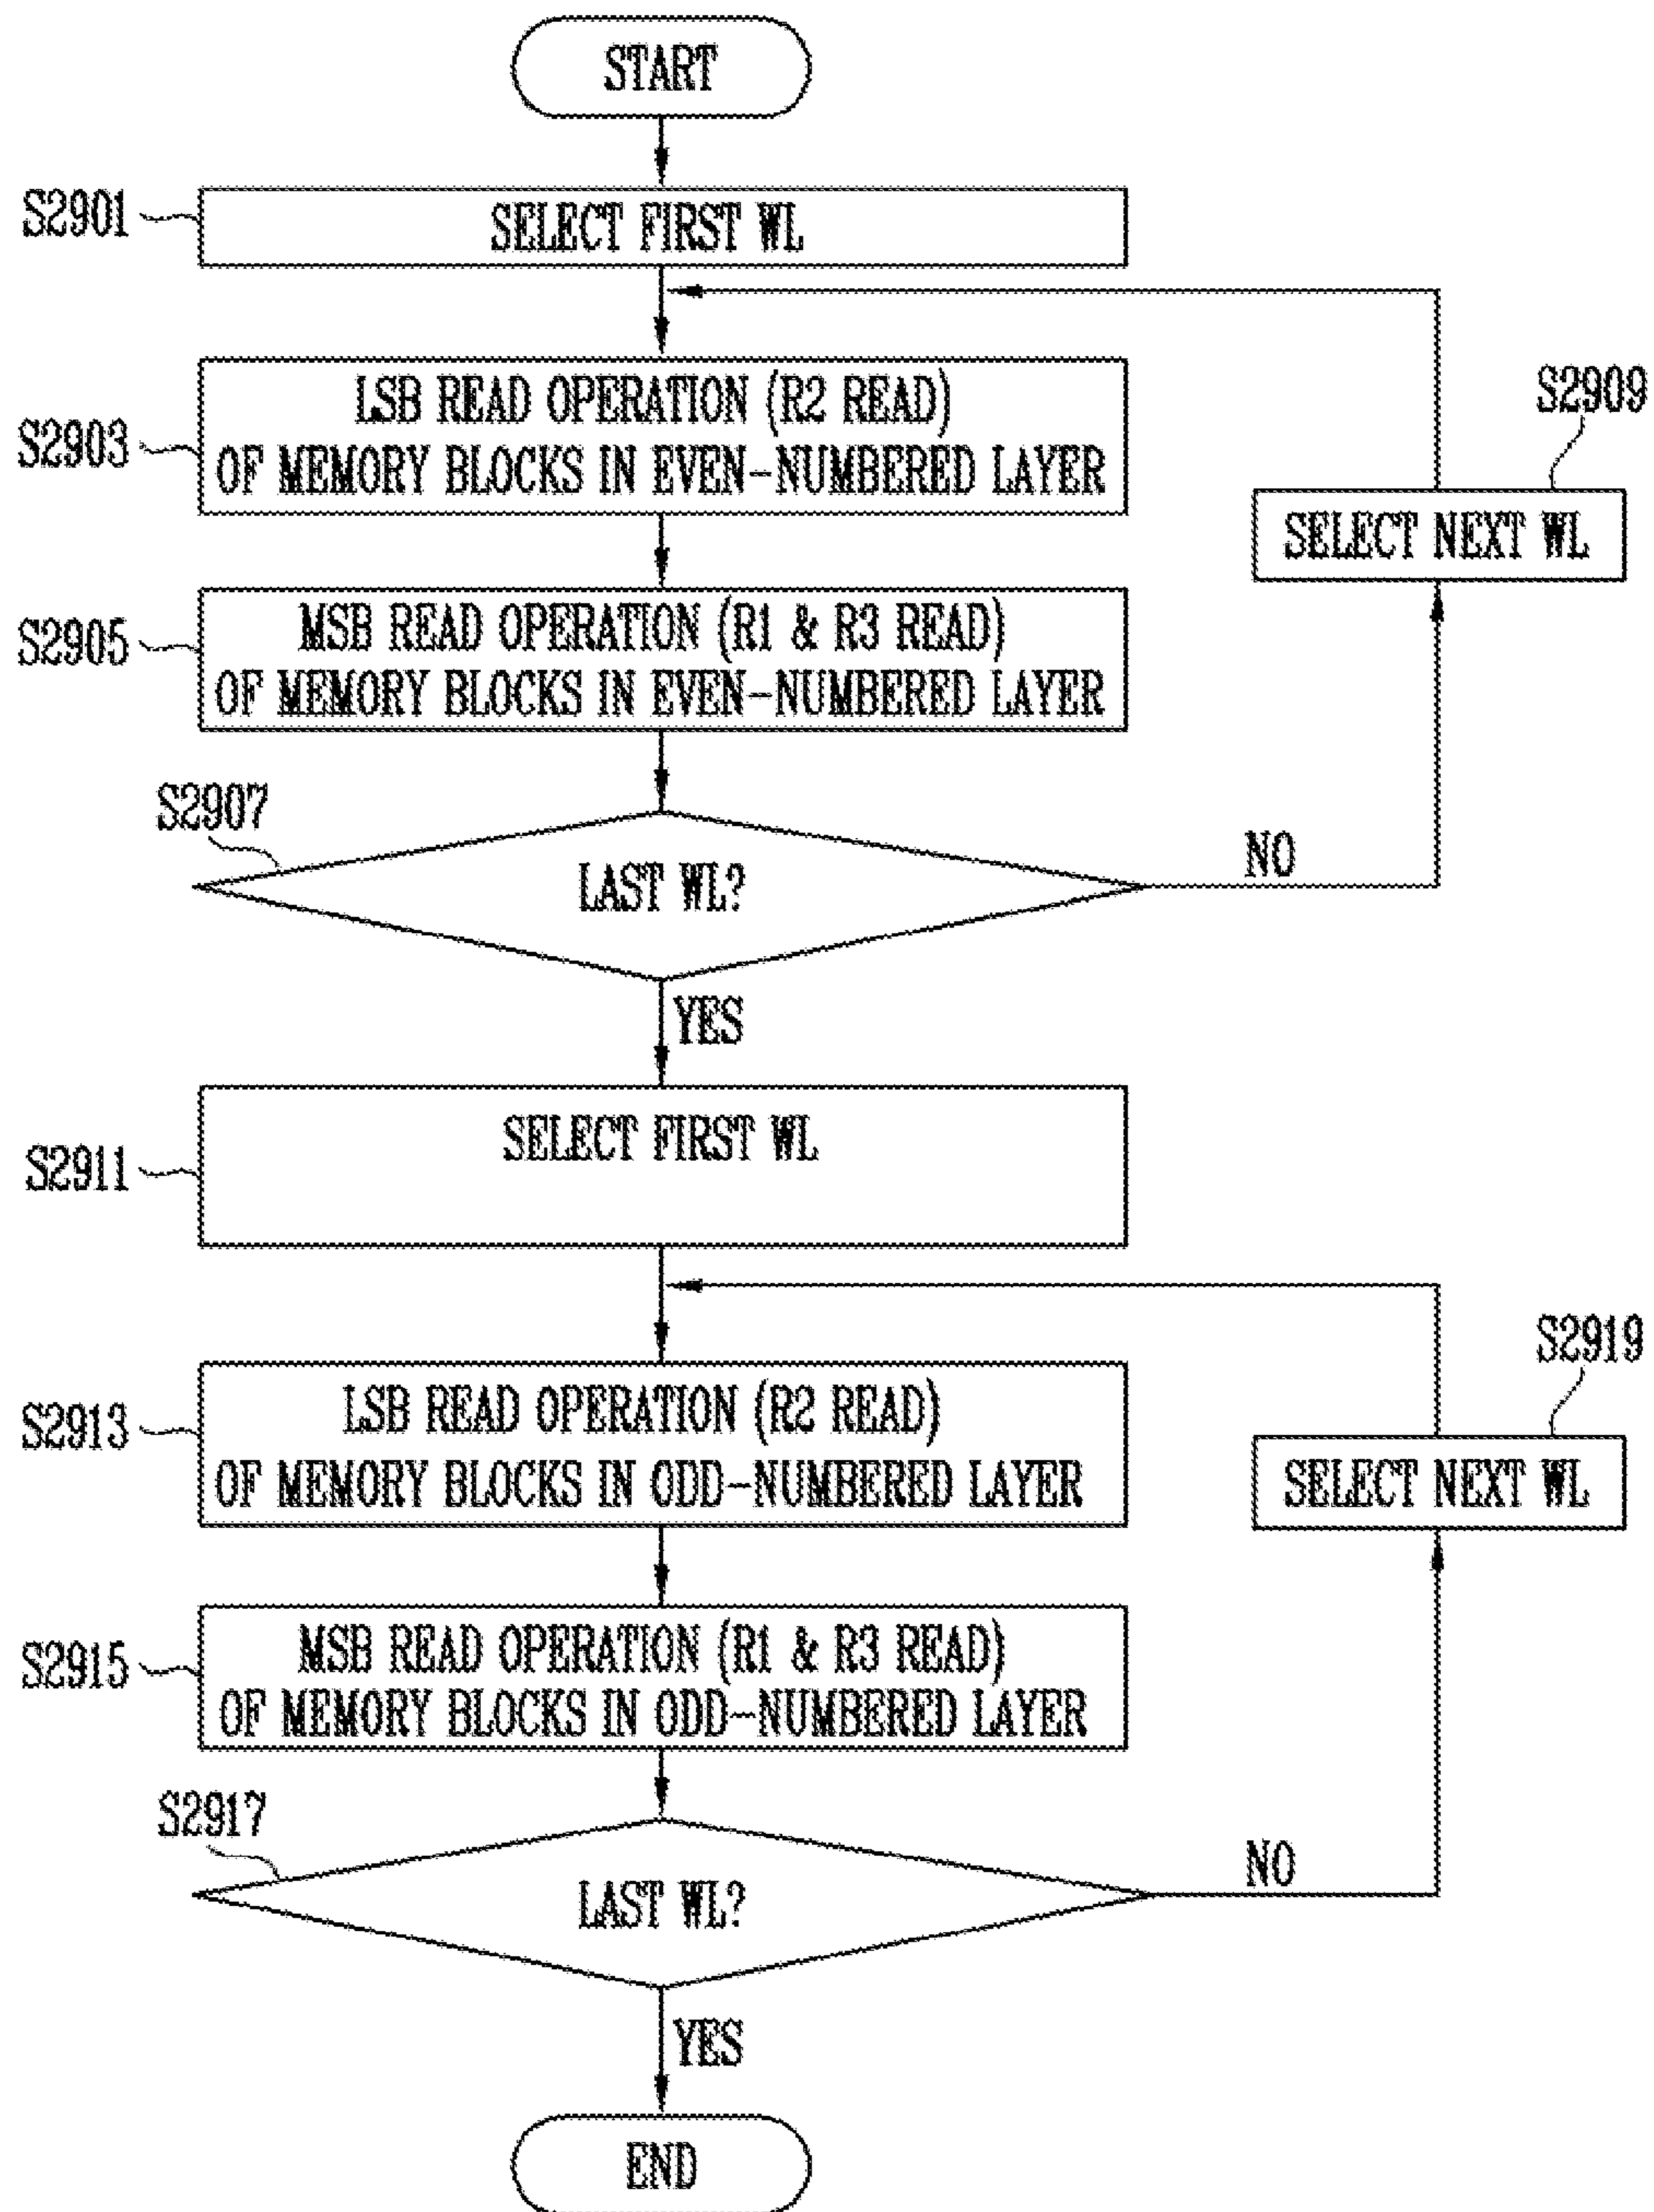 START
S2901
SELECT FIRST WL
S2903
LSB READ OPERATION (R2 READ)
OF MEMORY BLOCKS IN EVEN-NUMBERED LAYER
S2909
SELECT NEXT WL
S2905
MSB READ OPERATION (R1 & R3 READ)
OF MEMORY BLOCKS IN EVEN-NUMBERED LAYER
S2907
LAST WL?
NO
YES
S2911
SELECT FIRST WL
S2913
LSB READ OPERATION (R2 READ)
OF MEMORY BLOCKS IN ODD-NUMBERED LAYER
S2919
SELECT NEXT WL
S2915
MSB READ OPERATION (R1 & R3 READ)
OF MEMORY BLOCKS IN ODD-NUMBERED LAYER
S2917
LAST WL?
NO
YES
END